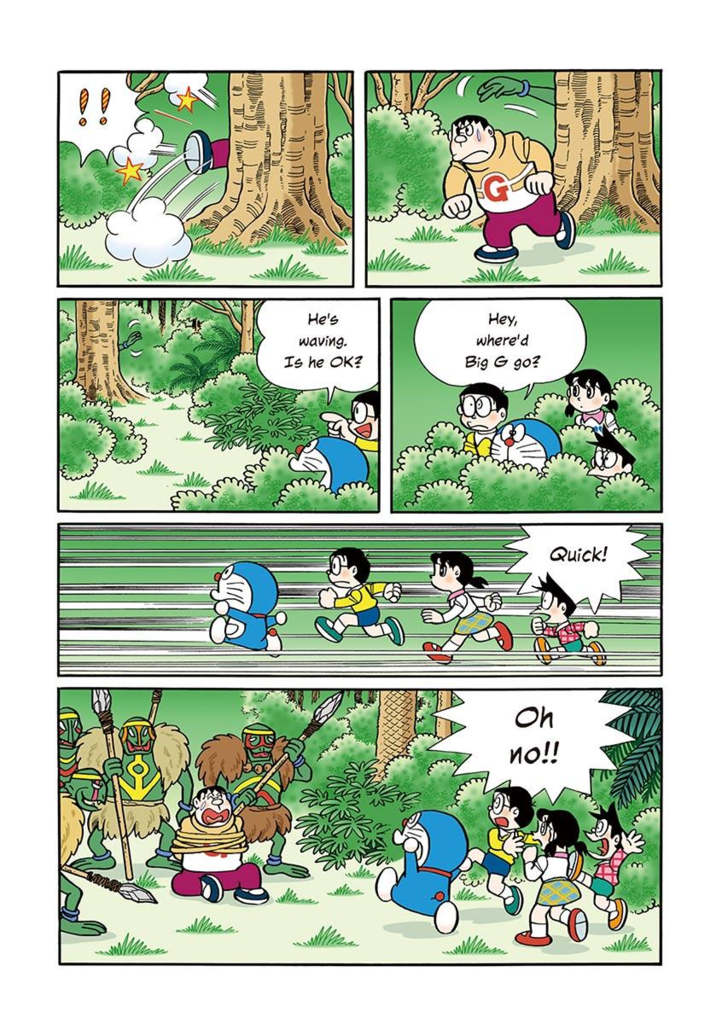 !!
G
He's
waving.
Is he OK?
Hey,
where'd
Big G go?
Quick!
Oh
no!!